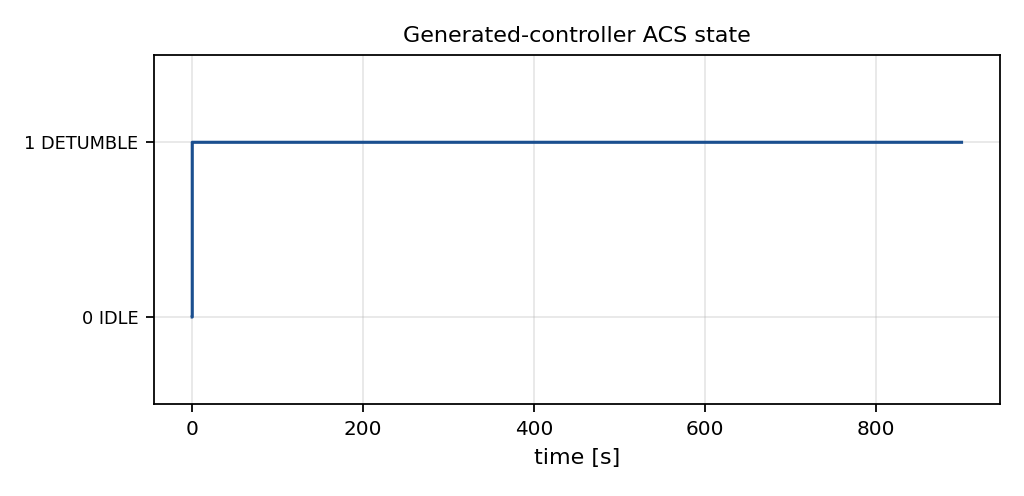 Generated-controller ACS state
1 DETUMBLE
0 IDLE
0 200 400 600 800
time [s]